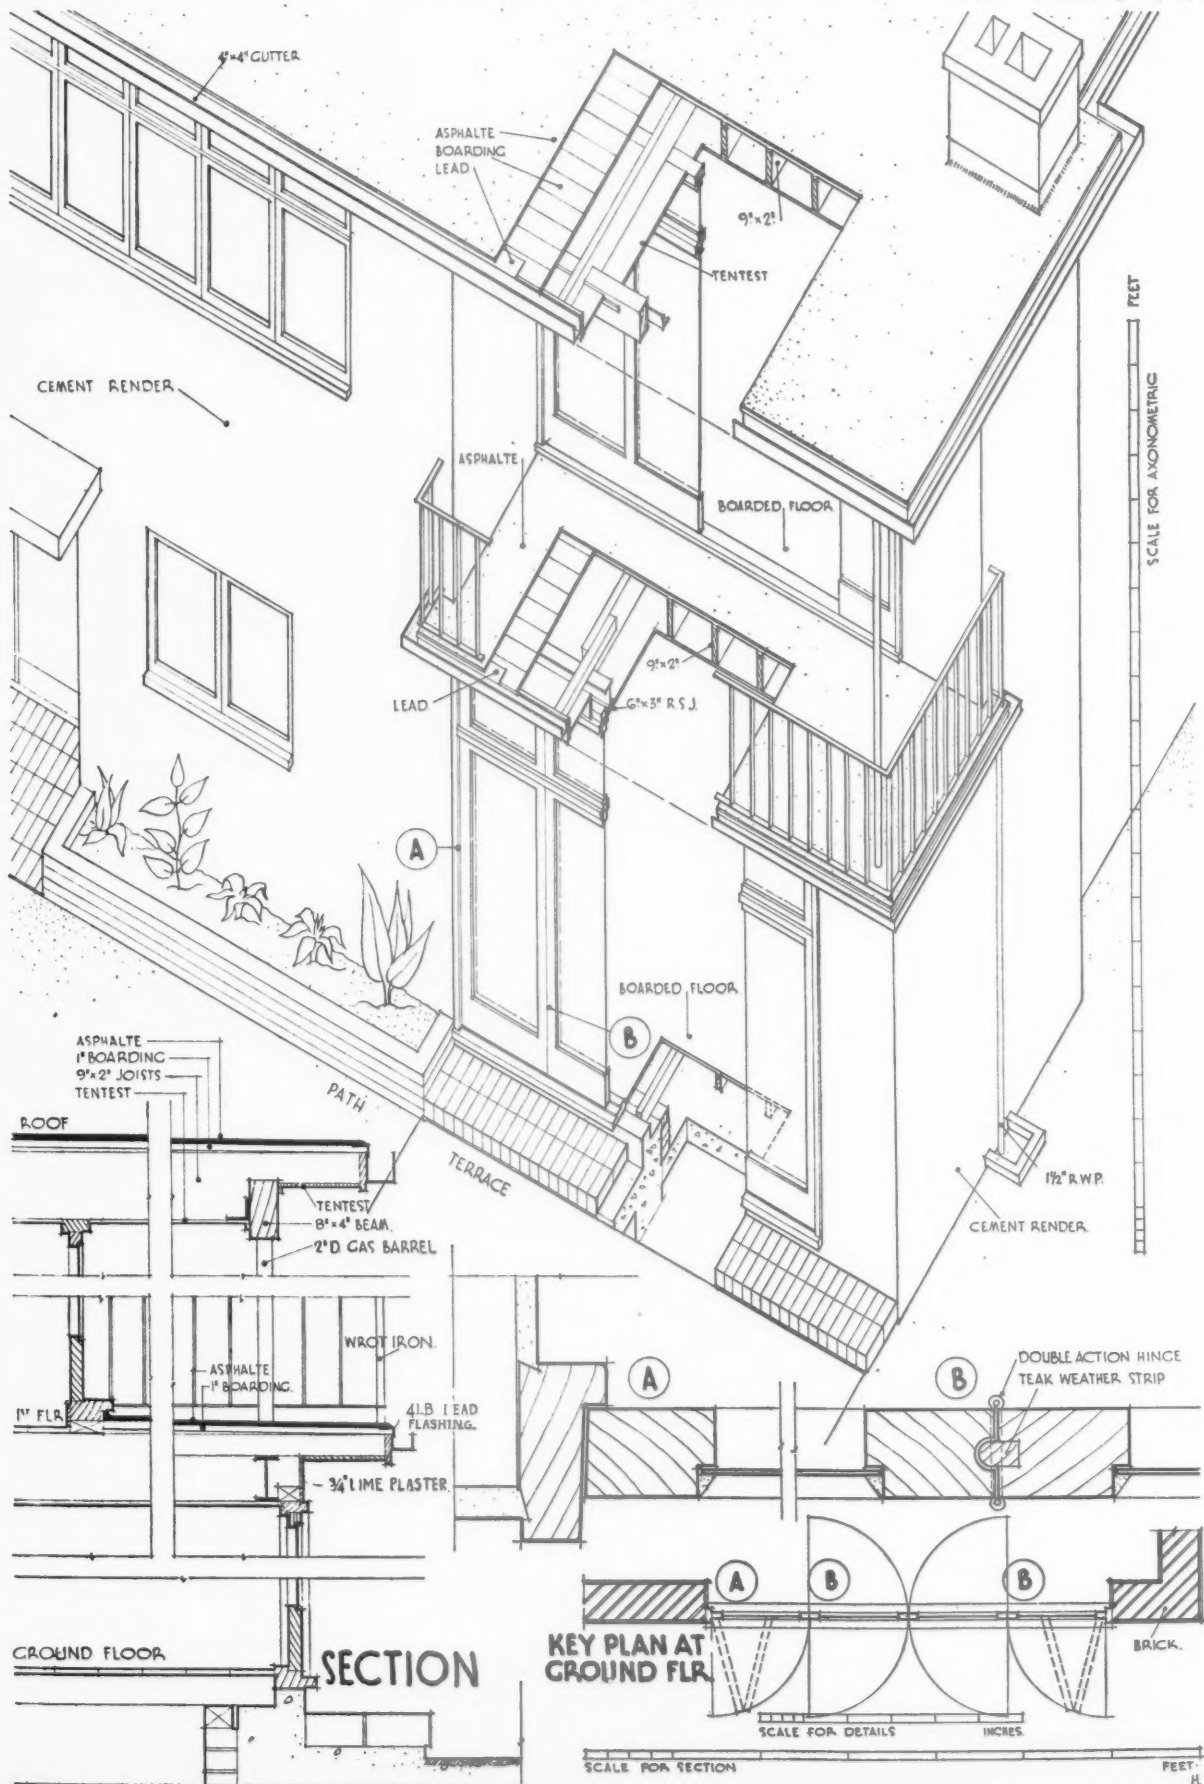 4"×4" GUTTER
ASPHALTE
BOARDING
LEAD
9"×2"
TENTEST
FEET
SCALE FOR AXONOMETRIC
CEMENT RENDER
ASPHALTE
BOARDED FLOOR
9"×2"
LEAD
6"×3" R S J.
A
BOARDED FLOOR
B
PATH
TERRACE
1½" R.W.P.
CEMENT RENDER.
ASPHALTE
1" BOARDING
9"×2" JOISTS
TENTEST
ROOF
TENTEST
8"×4" BEAM.
2"D. GAS BARREL
WROT IRON.
ASPHALTE
1" BOARDING.
1ST FLR
4LB. LEAD
FLASHING.
¾" LIME PLASTER
GROUND FLOOR
SECTION
A
B
DOUBLE ACTION HINGE
TEAK WEATHER STRIP
A
B
B
KEY PLAN AT
GROUND FLR.
BRICK.
SCALE FOR DETAILS INCHES.
SCALE FOR SECTION FEET.